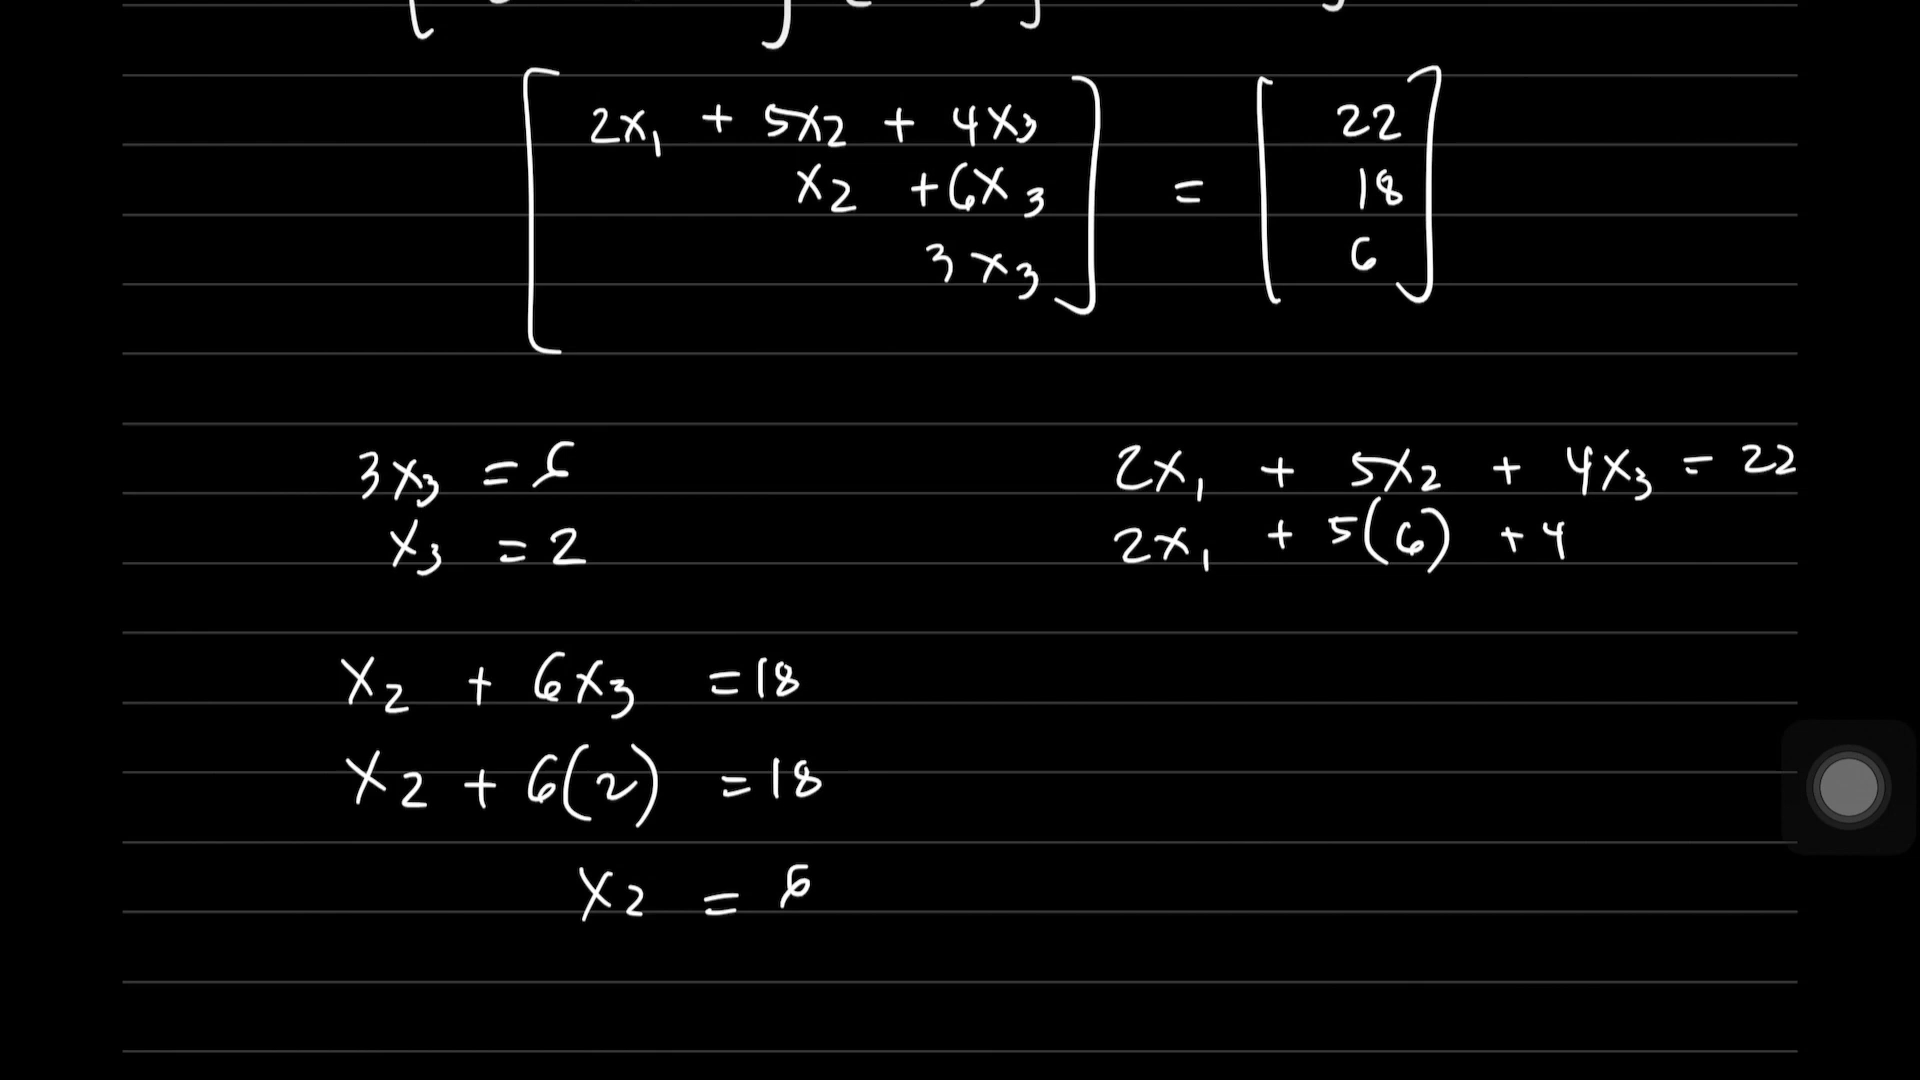 2x₁ + 5x₂ + 4x₃ 22
x₂ + 6x₃ = 18
3x₃ 6
3x₃ = 6
x₃ = 2
x₂ + 6x₃ = 18
x₂ + 6(2) = 18
x₂ = 6
2x₁ + 5x₂ + 4x₃ = 22
2x₁ + 5(6) + 4